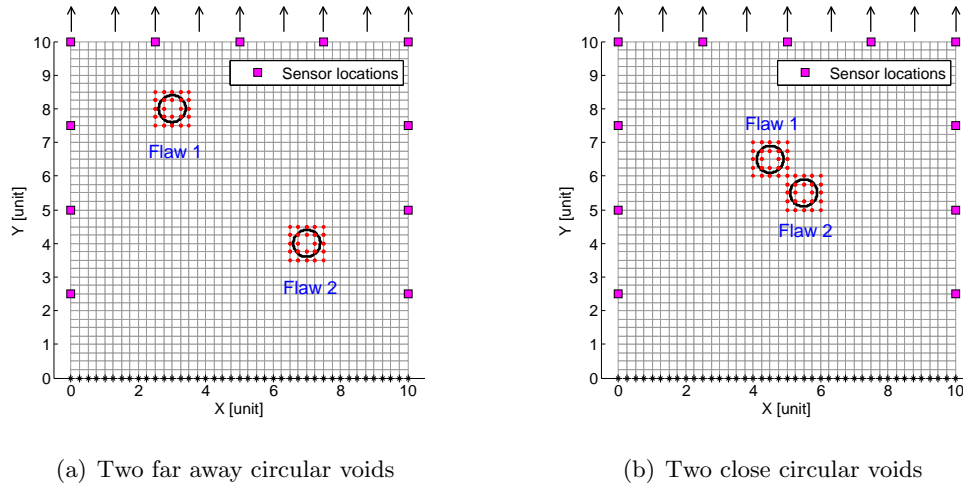 10
9
8
7
6
5
4
3
2
1
0
Y [unit]
Sensor locations
Flaw 1
Flaw 2
0 2 4 6 8 10
X [unit]
(a) Two far away circular voids
10
9
8
7
6
5
4
3
2
1
0
Y [unit]
Sensor locations
Flaw 1
Flaw 2
0 2 4 6 8 10
X [unit]
(b) Two close circular voids